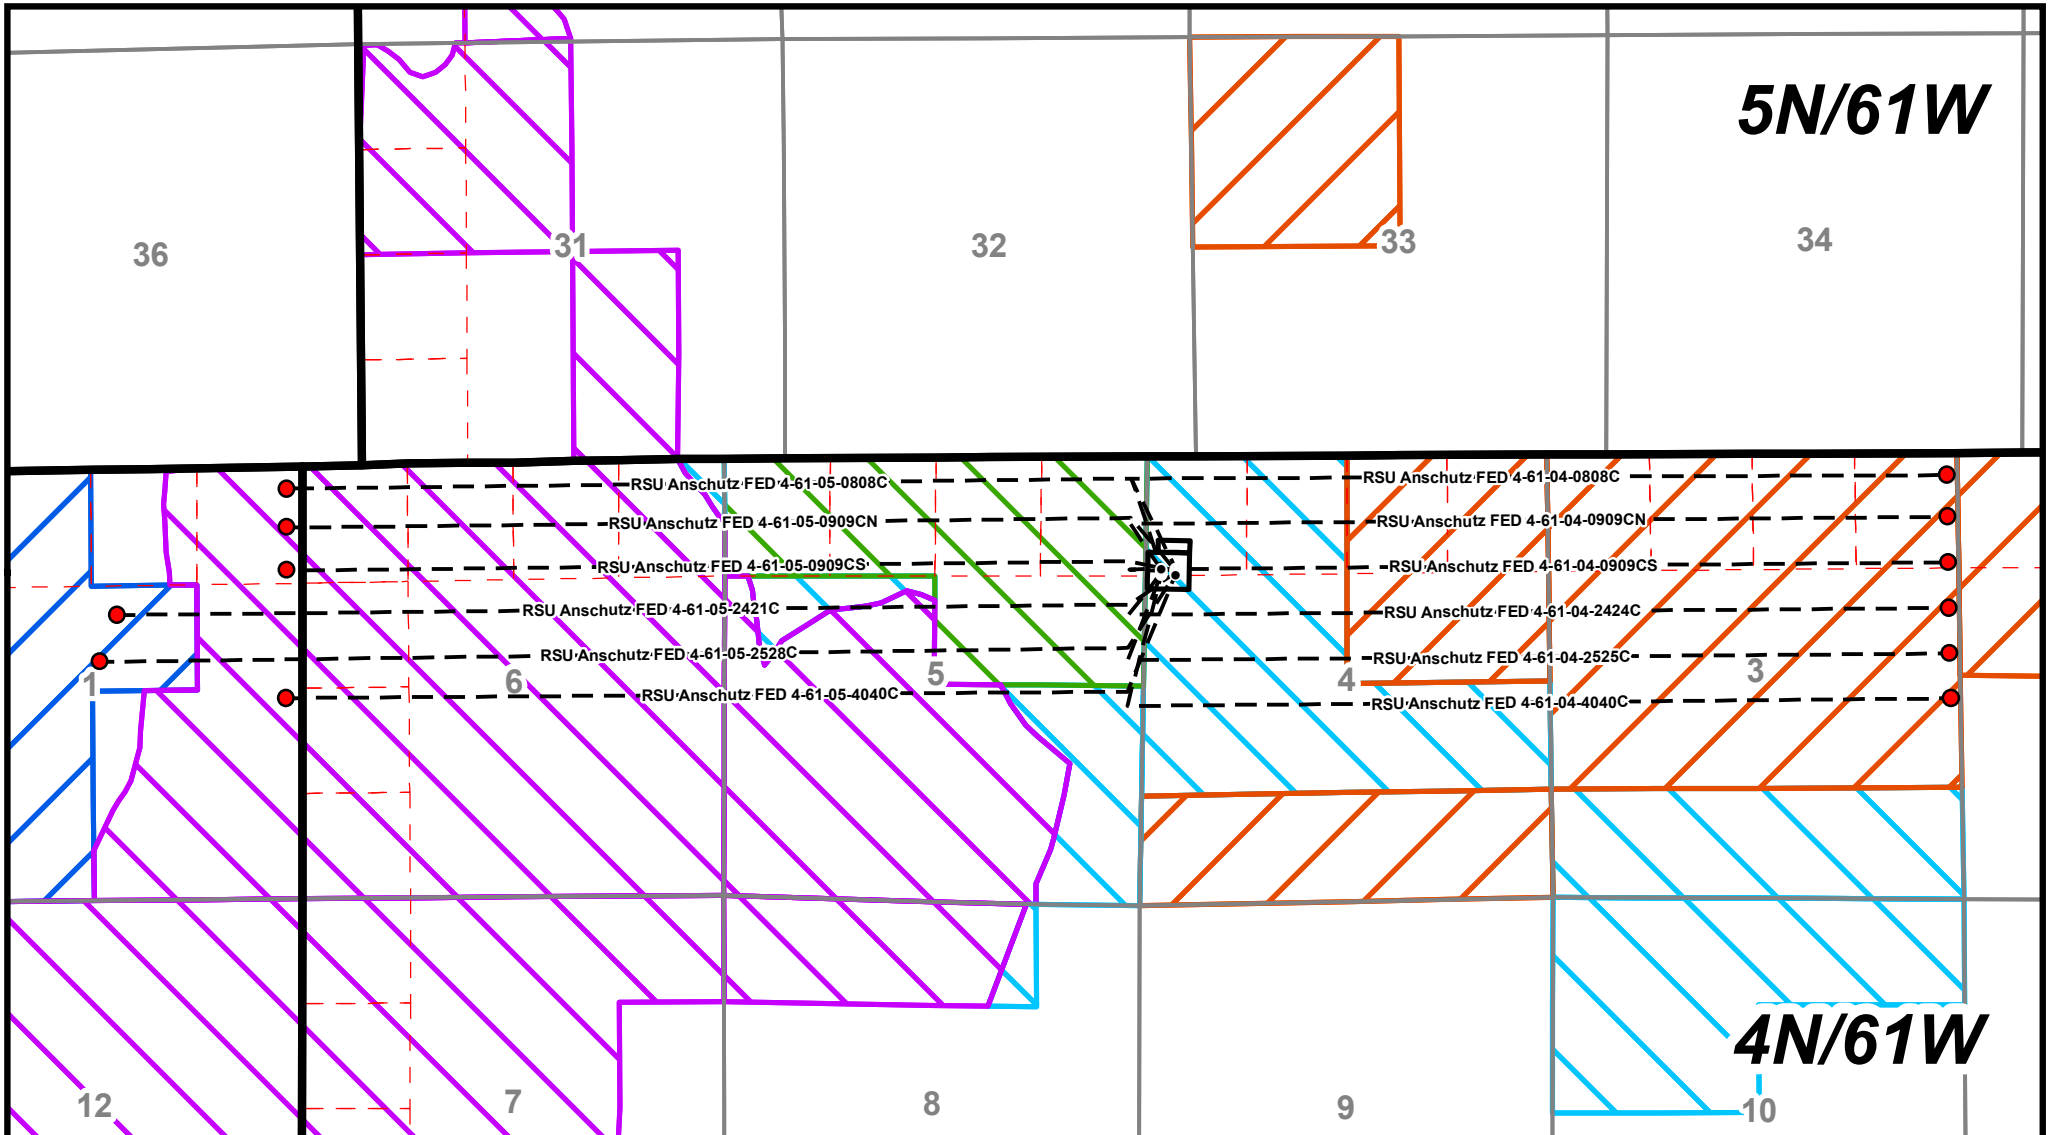 5N/61W
36
31
32
33
34
RSU Anschutz FED 4-61-05-0808C
RSU Anschutz FED 4-61-04-0808C
RSU Anschutz FED 4-61-05-0909CN
RSU Anschutz FED 4-61-04-0909CN
RSU Anschutz FED 4-61-05-0909CS
RSU Anschutz FED 4-61-04-0909CS
RSU Anschutz FED 4-61-05-2421C
RSU Anschutz FED 4-61-04-2424C
RSU Anschutz FED 4-61-05-2528C
RSU Anschutz FED 4-61-04-2525C
1
6
5
4
3
RSU Anschutz FED 4-61-05-4040C
RSU Anschutz FED 4-61-04-4040C
4N/61W
12
7
8
9
10